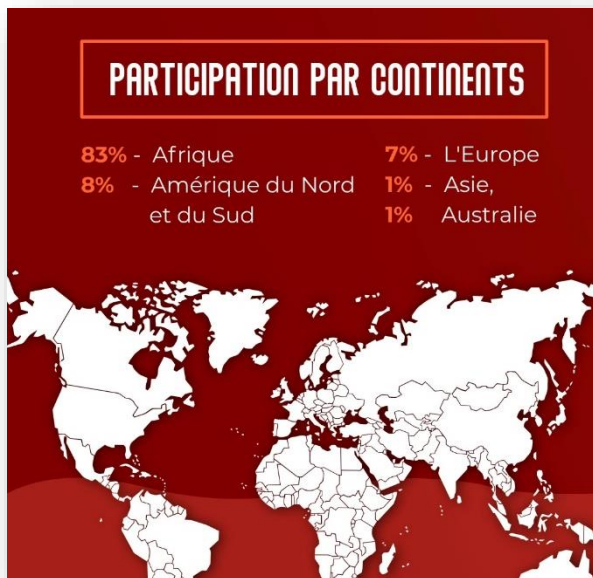 PARTICIPATION PAR CONTINENTS
83% - Afrique
8% - Amérique du Nord
et du Sud
7% - L'Europe
1% - Asie,
1% Australie